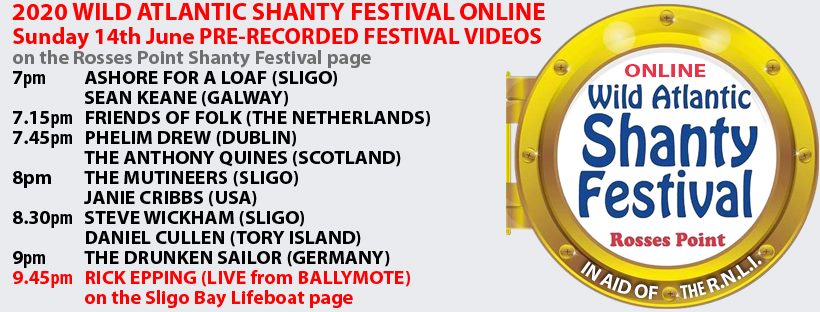 2020 WILD ATLANTIC SHANTY FESTIVAL ONLINE
Sunday 14th June PRE-RECORDED FESTIVAL VIDEOS
on the Rosses Point Shanty Festival page
7pm ASHORE FOR A LOAF (SLIGO)
SEAN KEANE (GALWAY)
7.15pm FRIENDS OF FOLK (THE NETHERLANDS)
7.45pm PHELIM DREW (DUBLIN)
THE ANTHONY QUINES (SCOTLAND)
8pm THE MUTINEERS (SLIGO)
JANIE CRIBBS (USA)
8.30pm STEVE WICKHAM (SLIGO)
DANIEL CULLEN (TORY ISLAND)
9pm THE DRUNKEN SAILOR (GERMANY)
9.45pm RICK EPPING (LIVE from BALLYMOTE)
on the Sligo Bay Lifeboat page
ONLINE
Wild Atlantic
Shanty
Festival
Rosses Point
IN AID OF THE R.N.L.I.